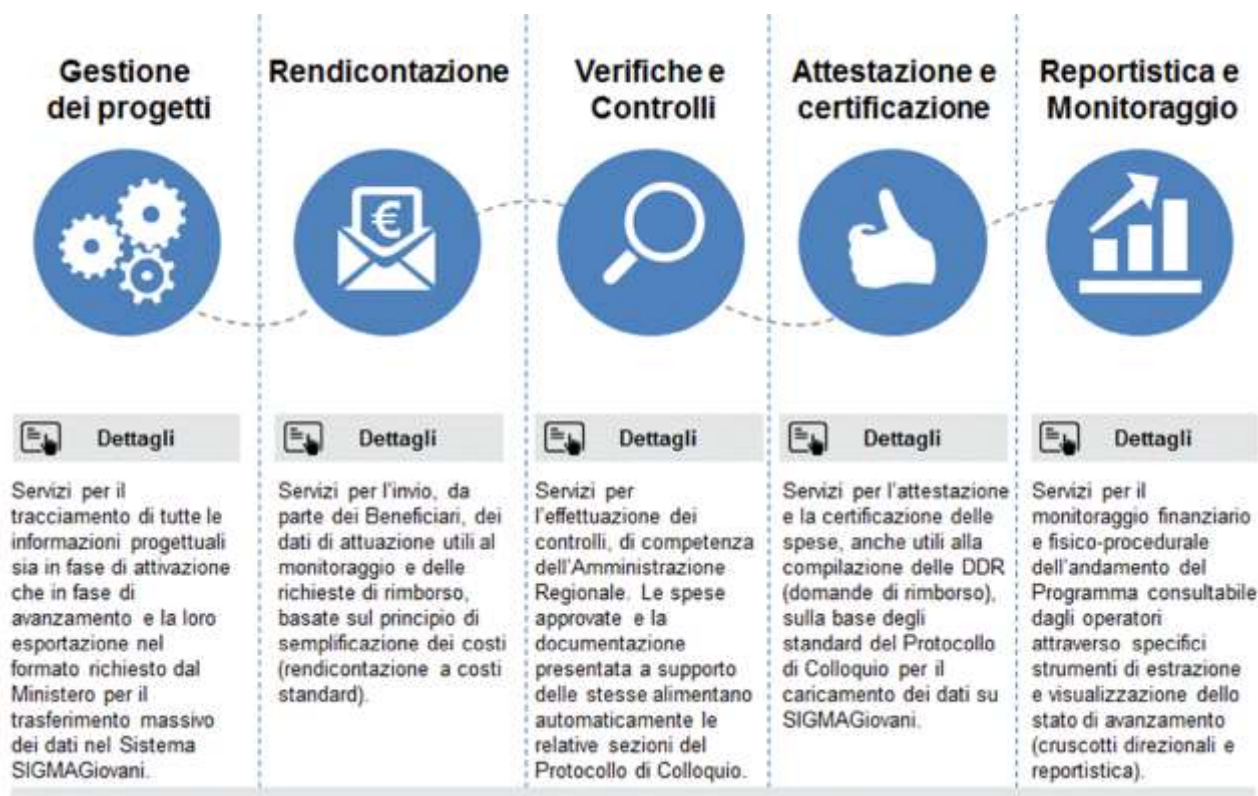 Gestione
dei progetti
Rendicontazione
Verifiche e
Controlli
Attestazione e
certificazione
Reportistica e
Monitoraggio
€
Dettagli
Dettagli
Dettagli
Dettagli
Dettagli
Servizi per il
tracciamento di tutte le
informazioni progettuali
sia in fase di attivazione
che in fase di
avanzamento e la loro
esportazione nel
formato richiesto dal
Ministero per il
trasferimento massivo
dei dati nel Sistema
SIGMAGiovani.
Servizi per l'invio, da
parte dei Beneficiari, dei
dati di attuazione utili al
monitoraggio e delle
richieste di rimborso,
basate sul principio di
semplificazione dei costi
(rendicontazione a costi
standard).
Servizi per
l'effettuazione dei
controlli, di competenza
dell'Amministrazione
Regionale. Le spese
approvate e la
documentazione
presentata a supporto
delle stesse alimentano
automaticamente le
relative sezioni del
Protocollo di Colloquio.
Servizi per l'attestazione
e la certificazione delle
spese, anche utili alla
compilazione delle DDR
(domande di rimborso),
sulla base degli
standard del Protocollo
di Colloquio per il
caricamento dei dati su
SIGMAGiovani.
Servizi per il
monitoraggio finanziario
e fisico-procedurale
dell'andamento del
Programma consultabile
dagli operatori
attraverso specifici
strumenti di estrazione
e visualizzazione dello
stato di avanzamento
(cruscotti direzionali e
reportistica).